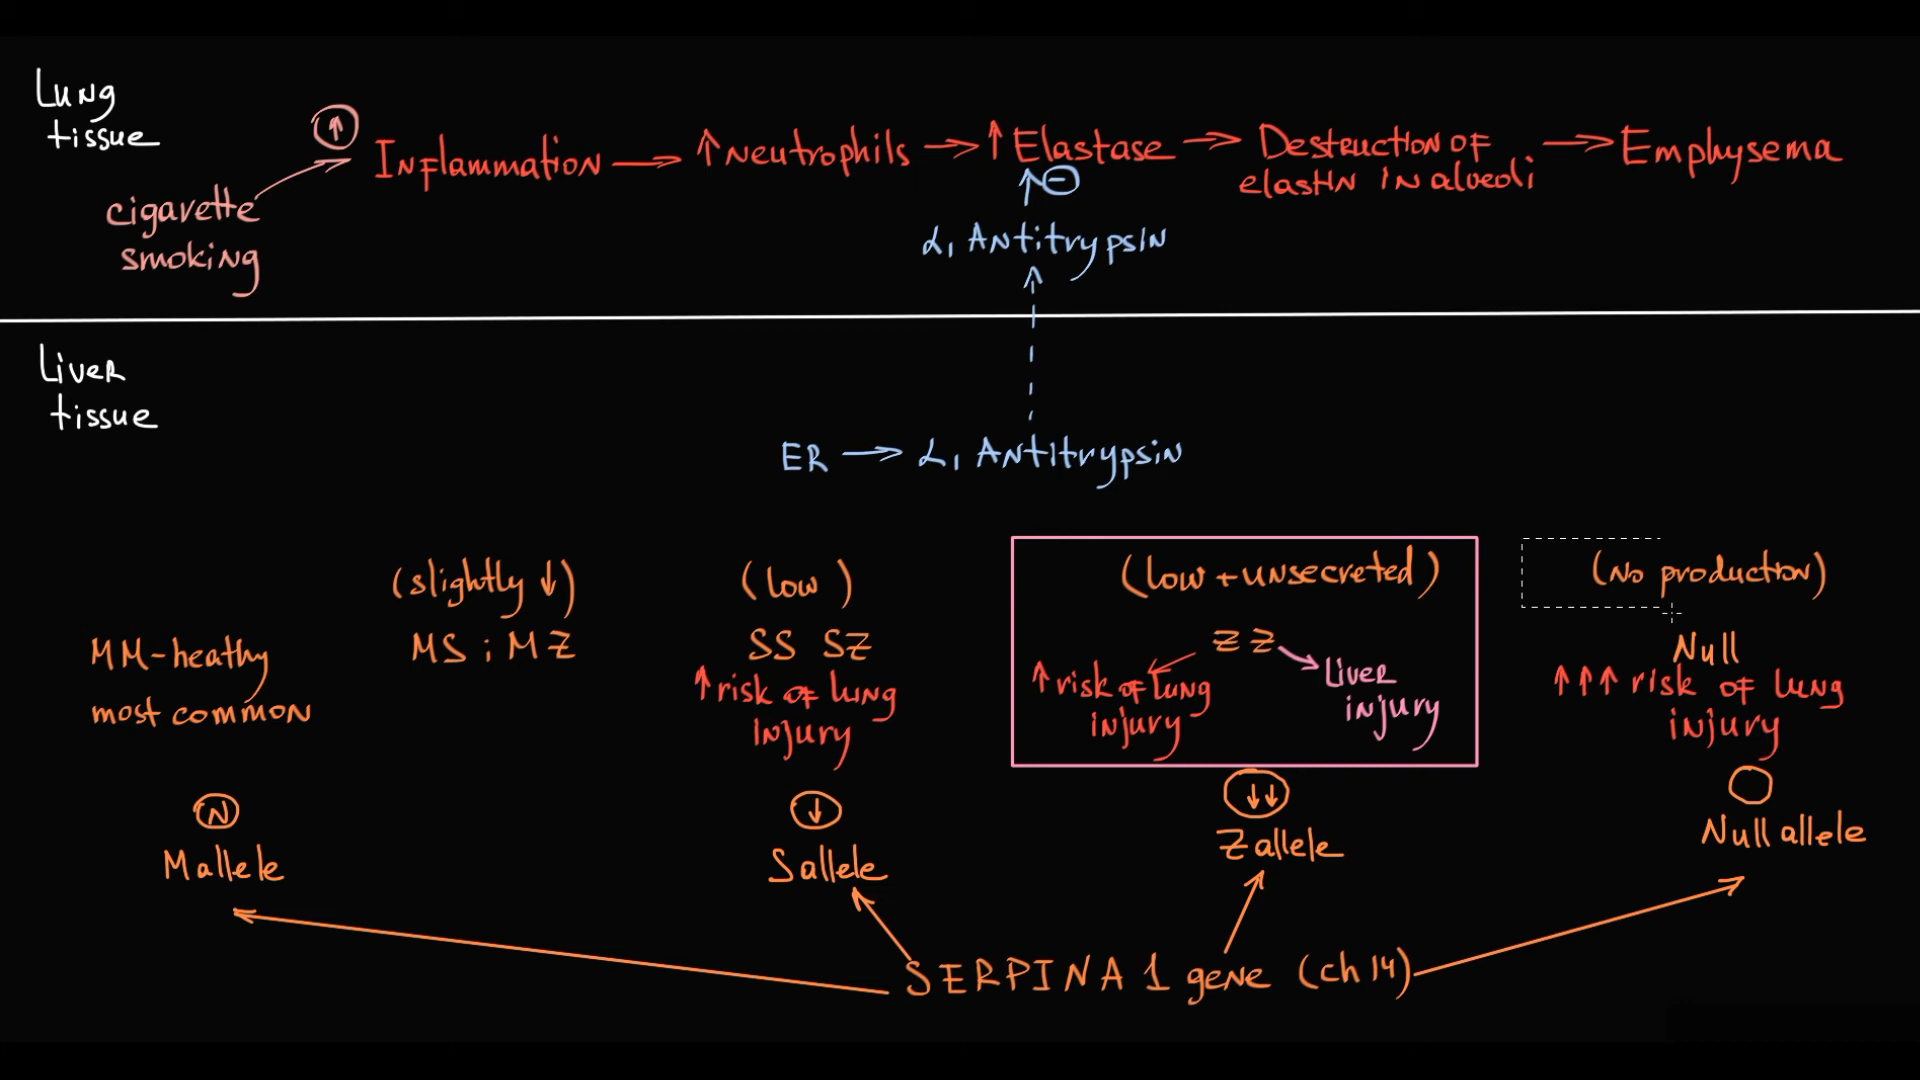 Lung
tissue
↑
Inflammation → ↑ Neutrophils → ↑ Elastase → Destruction of
elastin in alveoli → Emphysema
cigarette
smoking
↑ ⊖
α₁ Antitrypsin
Liver
tissue
ER → α₁ Antitrypsin
(slightly ↓)
(low)
(low + unsecreted)
(No production)
MM - heathy
most common
MS ; MZ
SS SZ
↑ risk of lung
injury
ZZ
↑ risk of lung
injury
Liver
injury
Null
↑↑↑ risk of lung
injury
N
M allele
↓
S allele
↓↓
Z allele
Null allele
SERPINA 1 gene (ch 14)